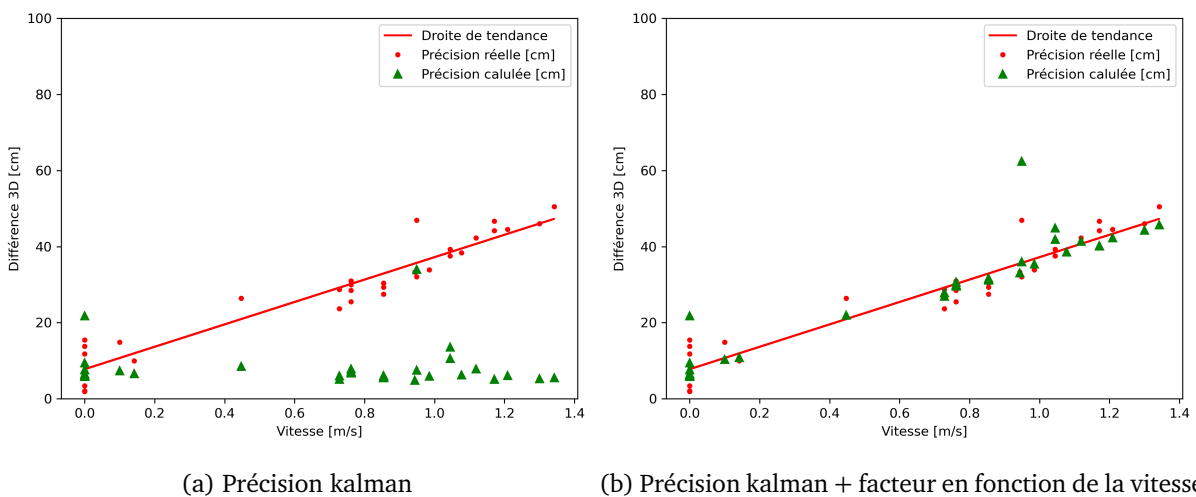 100
80
60
40
20
0
Différence 3D [cm]
Droite de tendance
Précision réelle [cm]
Précision calulée [cm]
0.0 0.2 0.4 0.6 0.8 1.0 1.2 1.4
Vitesse [m/s]
(a) Précision kalman
100
80
60
40
20
0
Différence 3D [cm]
Droite de tendance
Précision réelle [cm]
Précision calulée [cm]
0.0 0.2 0.4 0.6 0.8 1.0 1.2 1.4
Vitesse [m/s]
(b) Précision kalman + facteur en fonction de la vitesse